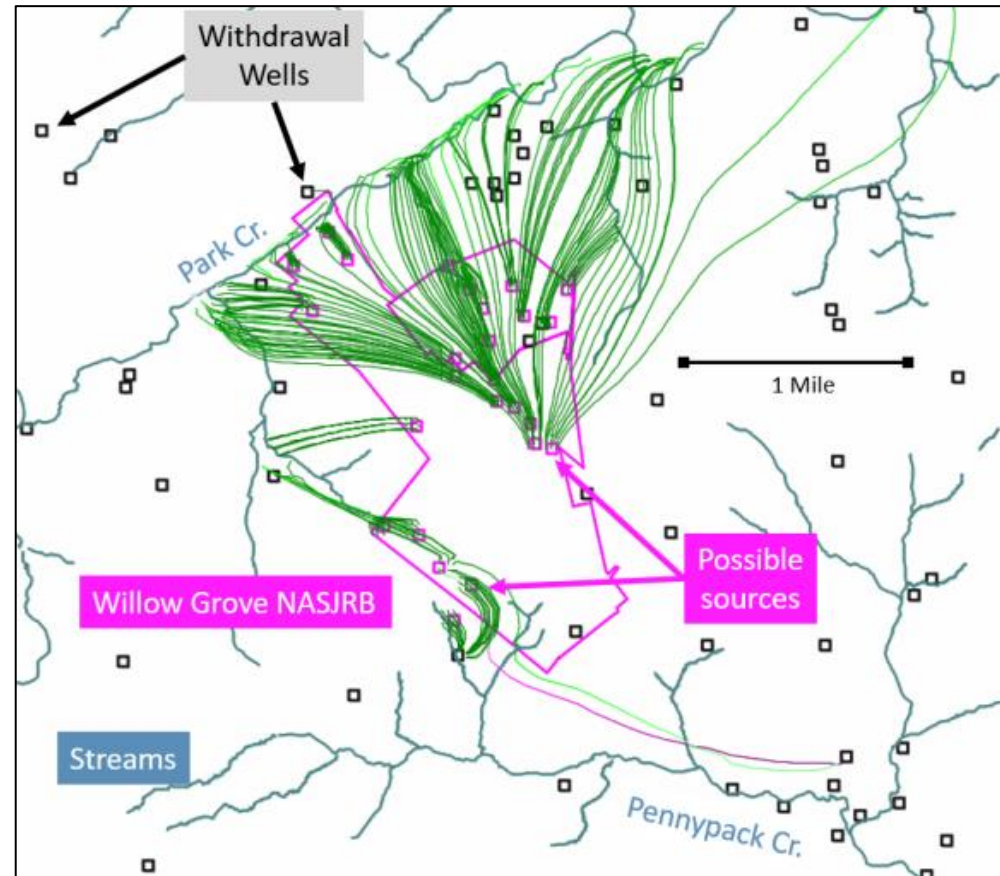 Withdrawal
Wells
Park Cr.
1 Mile
Possible
sources
Willow Grove NASJRB
Streams
Pennypack Cr.